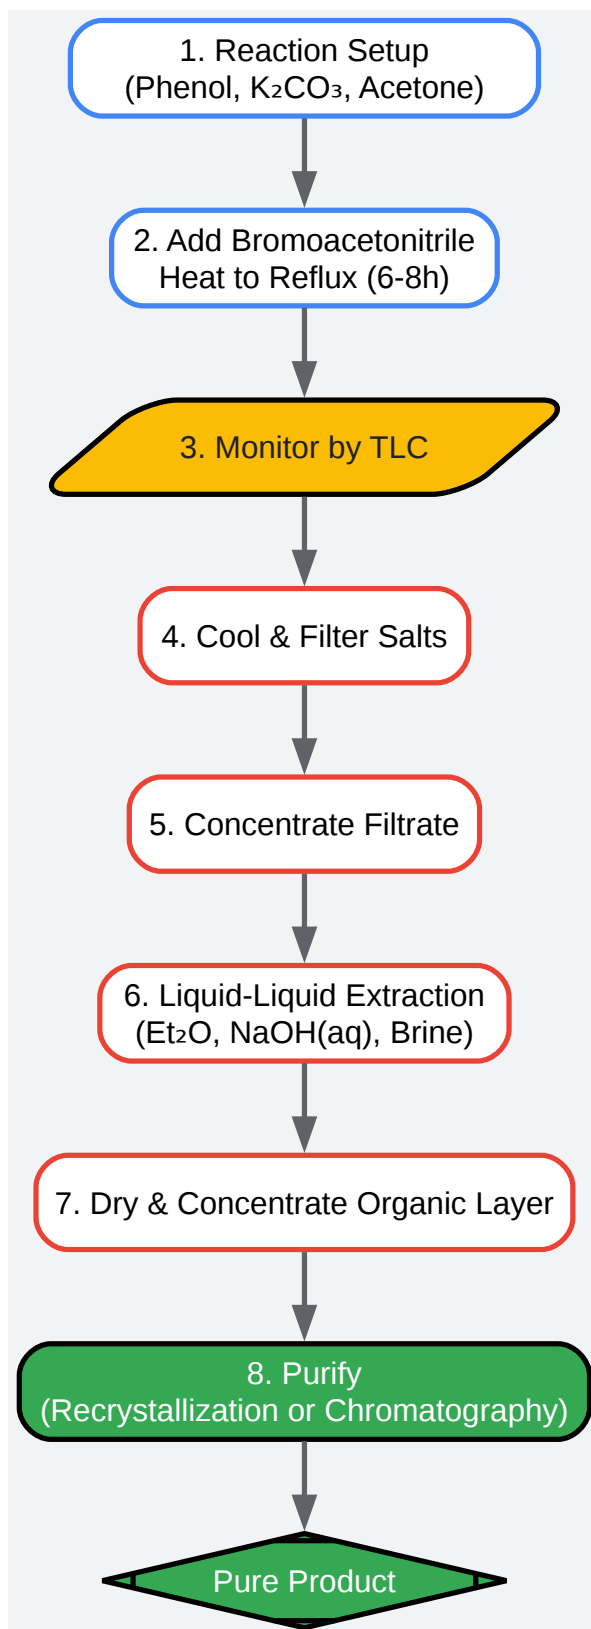 1. Reaction Setup
(Phenol, K₂CO₃, Acetone)
2. Add Bromoacetonitrile
Heat to Reflux (6-8h)
3. Monitor by TLC
4. Cool & Filter Salts
5. Concentrate Filtrate
6. Liquid-Liquid Extraction
(Et₂O, NaOH(aq), Brine)
7. Dry & Concentrate Organic Layer
8. Purify
(Recrystallization or Chromatography)
Pure Product